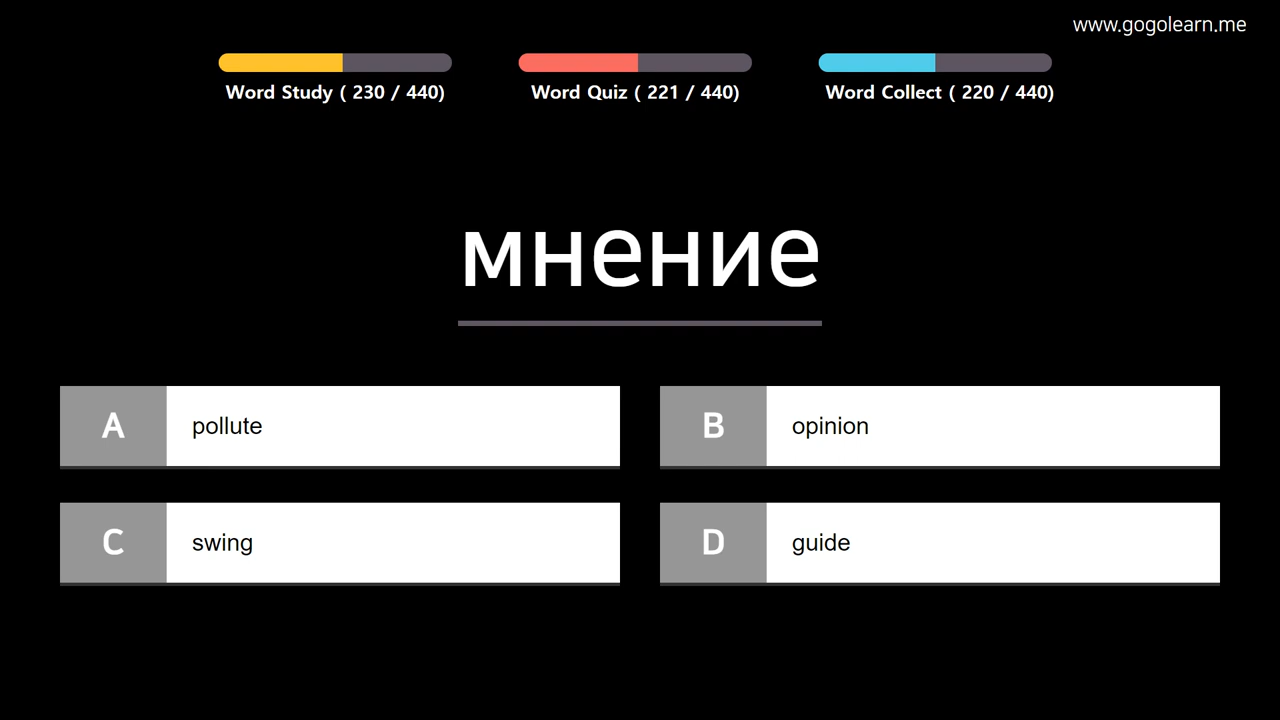 www.gogolearn.me
Word Study ( 230 / 440)
Word Quiz ( 221 / 440)
Word Collect ( 220 / 440)
мнение
A pollute
B opinion
C swing
D guide